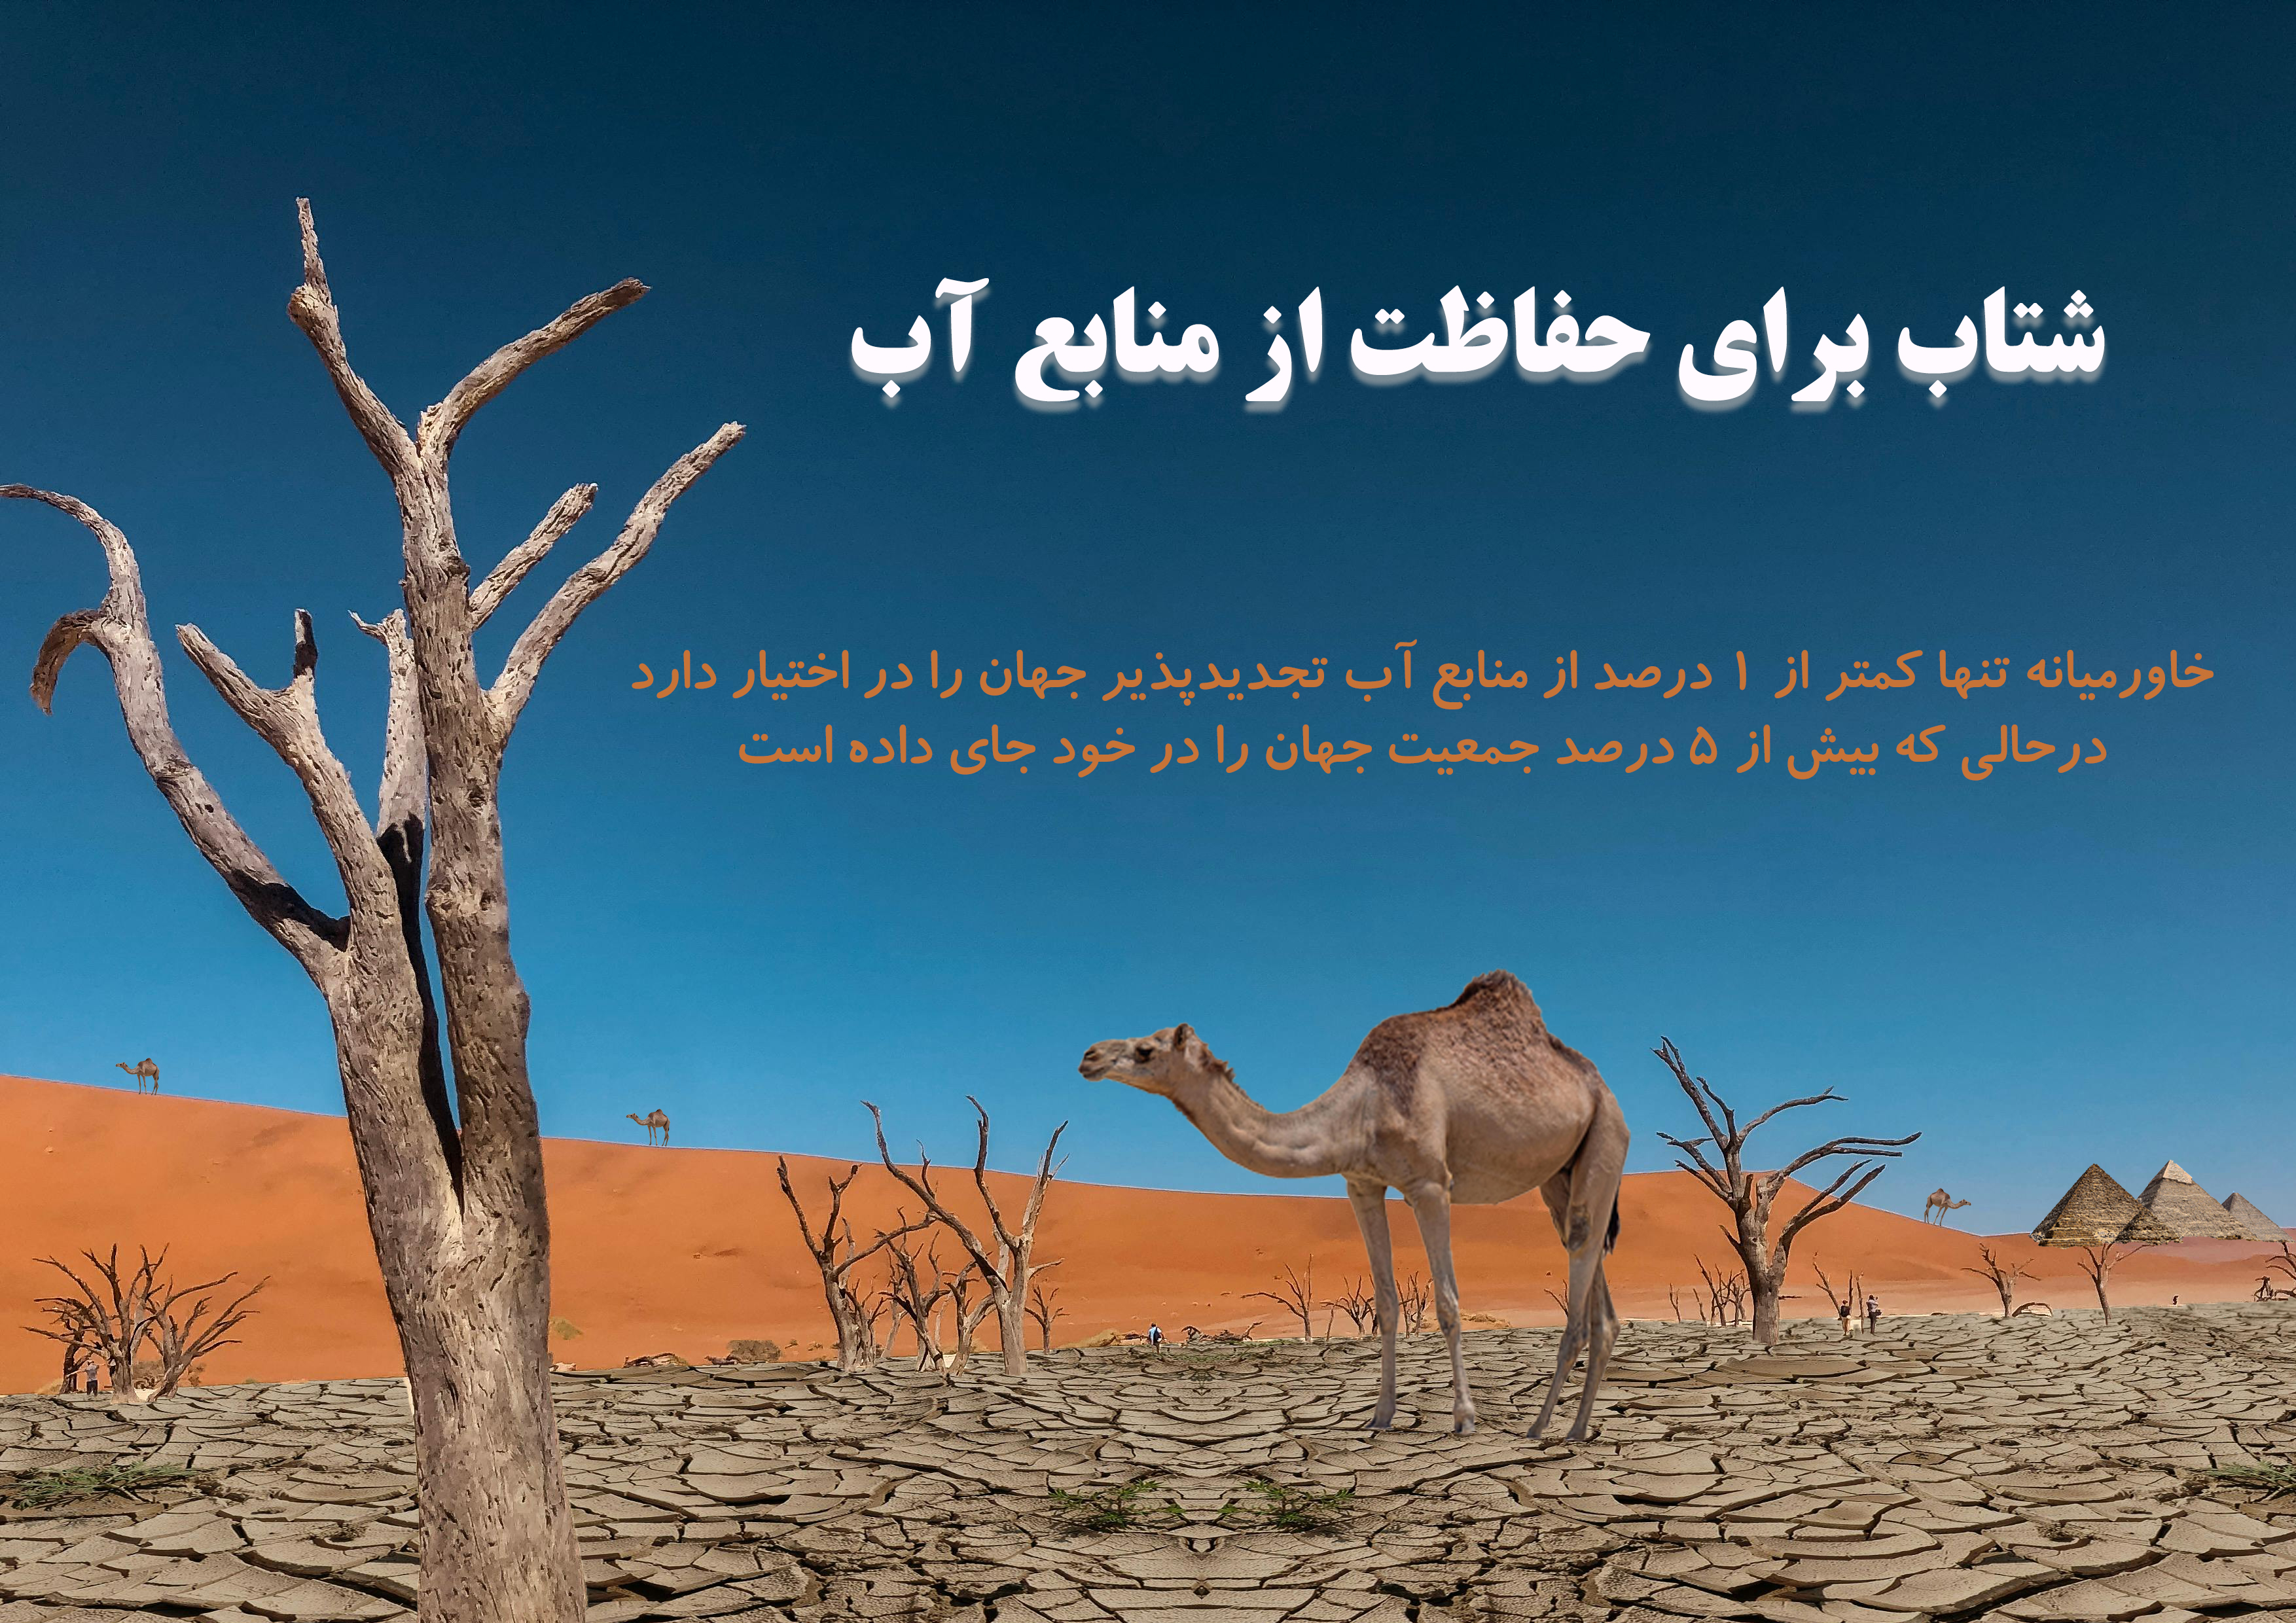 شتاب برای حفاظت از منابع آب
خاورمیانه تنها کمتر از ۱ درصد از منابع آب تجدیدپذیر جهان را در اختیار دارد
درحالی که بیش از ۵ درصد جمعیت جهان را در خود جای داده است